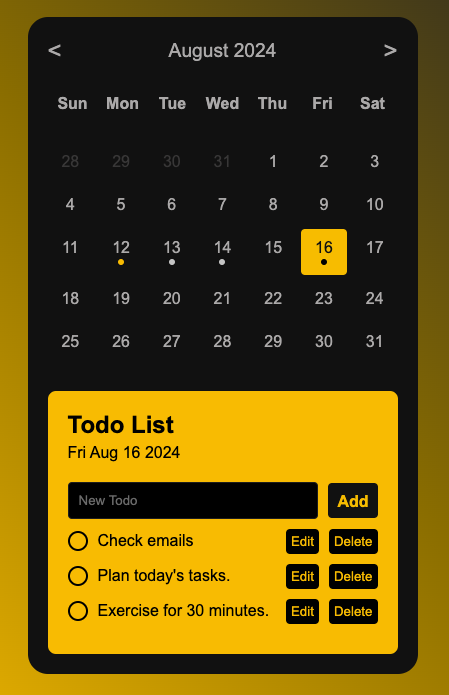 < August 2024 >
Sun Mon Tue Wed Thu Fri Sat
28 29 30 31 1 2 3
4 5 6 7 8 9 10
11 12 13 14 15 16 17
18 19 20 21 22 23 24
25 26 27 28 29 30 31
Todo List
Fri Aug 16 2024
New Todo Add
Check emails Edit Delete
Plan today's tasks. Edit Delete
Exercise for 30 minutes. Edit Delete